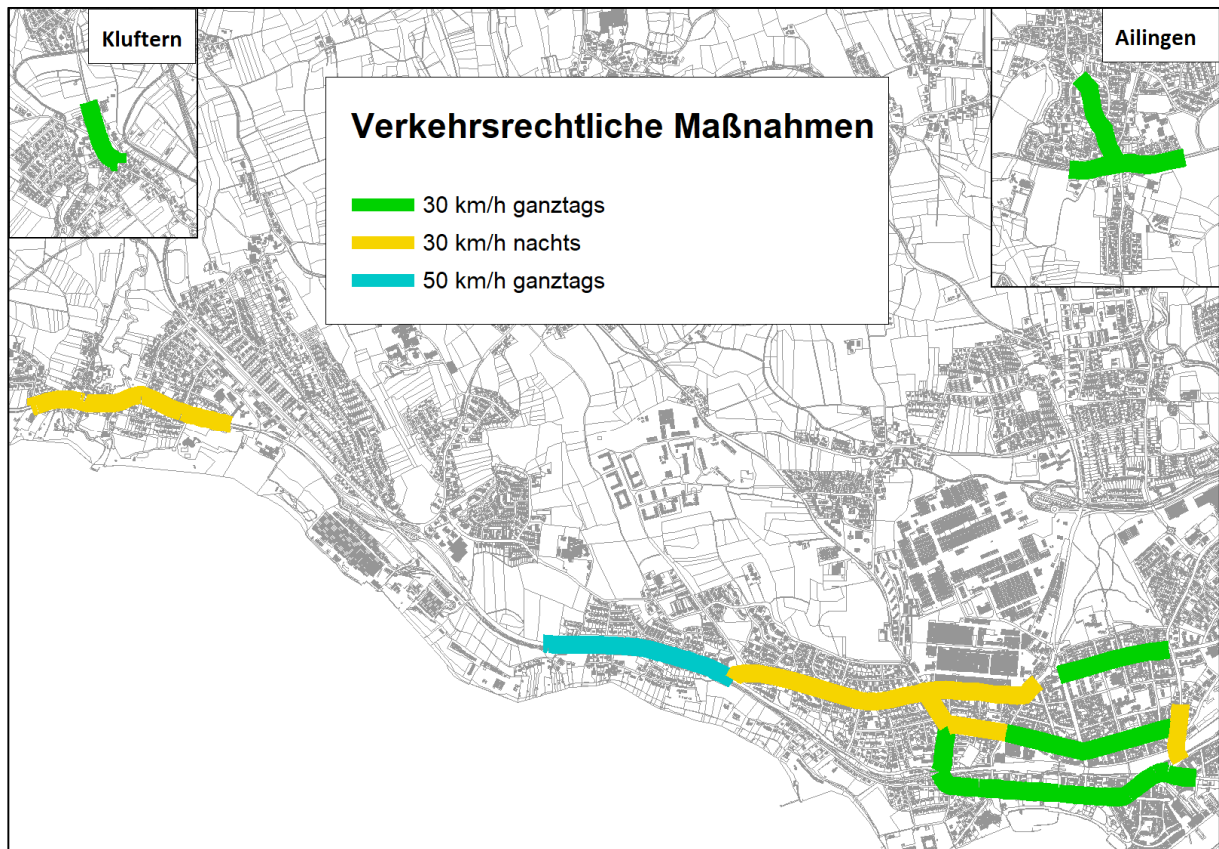 Kluftern
Ailingen
Verkehrsrechtliche Maßnahmen
30 km/h ganztags
30 km/h nachts
50 km/h ganztags